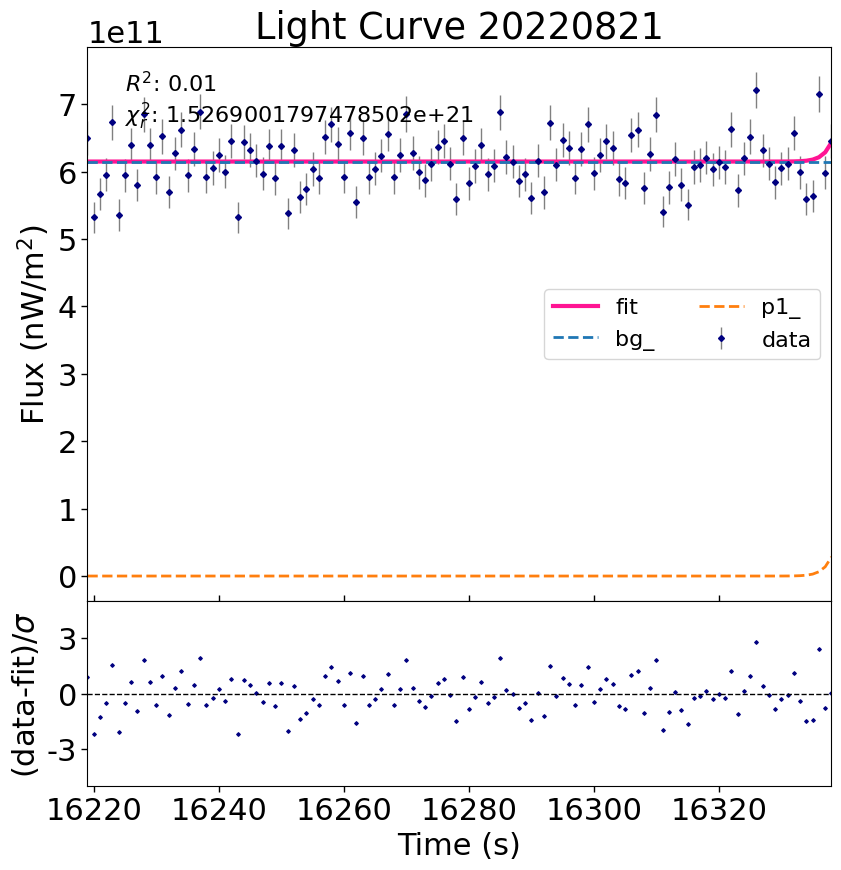 Light Curve 20220821
1e11
R²: 0.01
χ²ᵣ: 1.5269001797478502e+21
7
6
5
4
3
2
1
0
Flux (nW/m²)
fit
bg_
p1_
data
3
0
-3
(data-fit)/σ
16220 16240 16260 16280 16300 16320
Time (s)